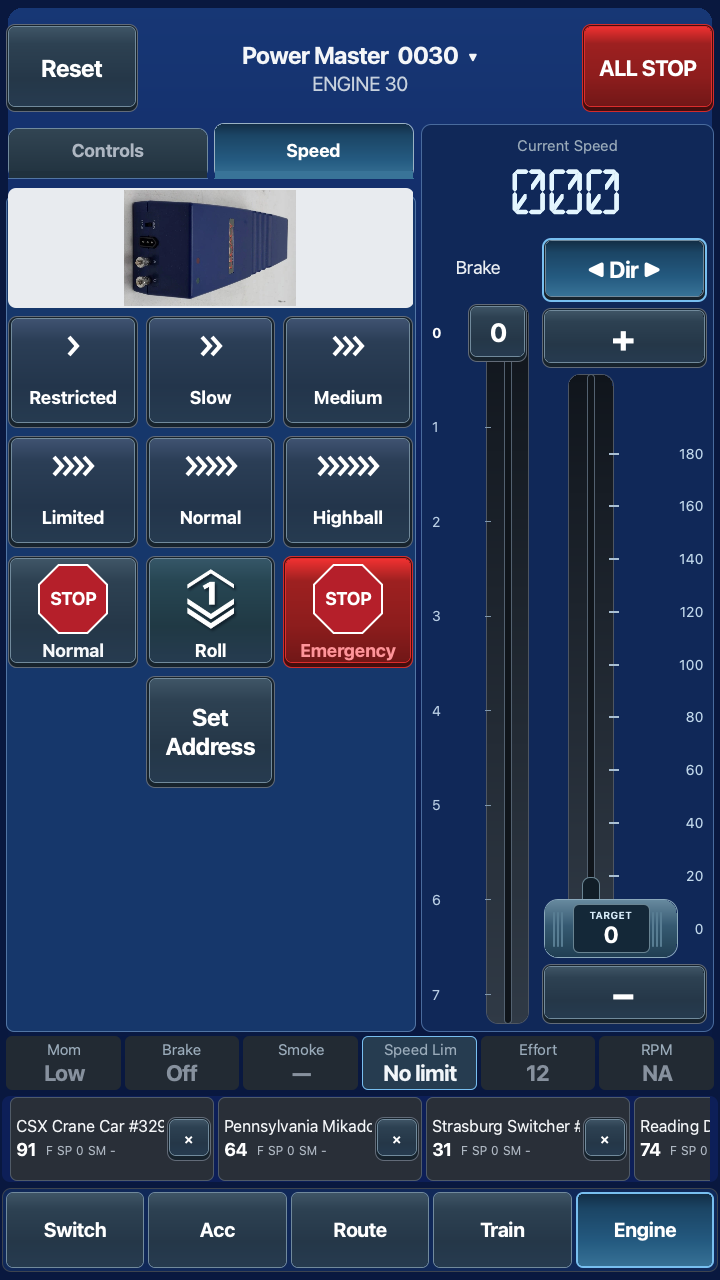 Reset
Power Master 0030 ▼
ENGINE 30
ALL STOP
Controls
Speed
Current Speed
000
Brake
◀ Dir ▶
0
0
+
Restricted
Slow
Medium
Limited
Normal
Highball
STOP
Normal
1
Roll
STOP
Emergency
Set
Address
1
2
3
4
5
6
7
180
160
140
120
100
80
60
40
20
0
TARGET
0
−
Mom
Low
Brake
Off
Smoke
—
Speed Lim
No limit
Effort
12
RPM
NA
CSX Crane Car #329
91 F SP 0 SM -
×
Pennsylvania Mikado
64 F SP 0 SM -
×
Strasburg Switcher #
31 F SP 0 SM -
×
Reading D
74 F SP 0
Switch
Acc
Route
Train
Engine